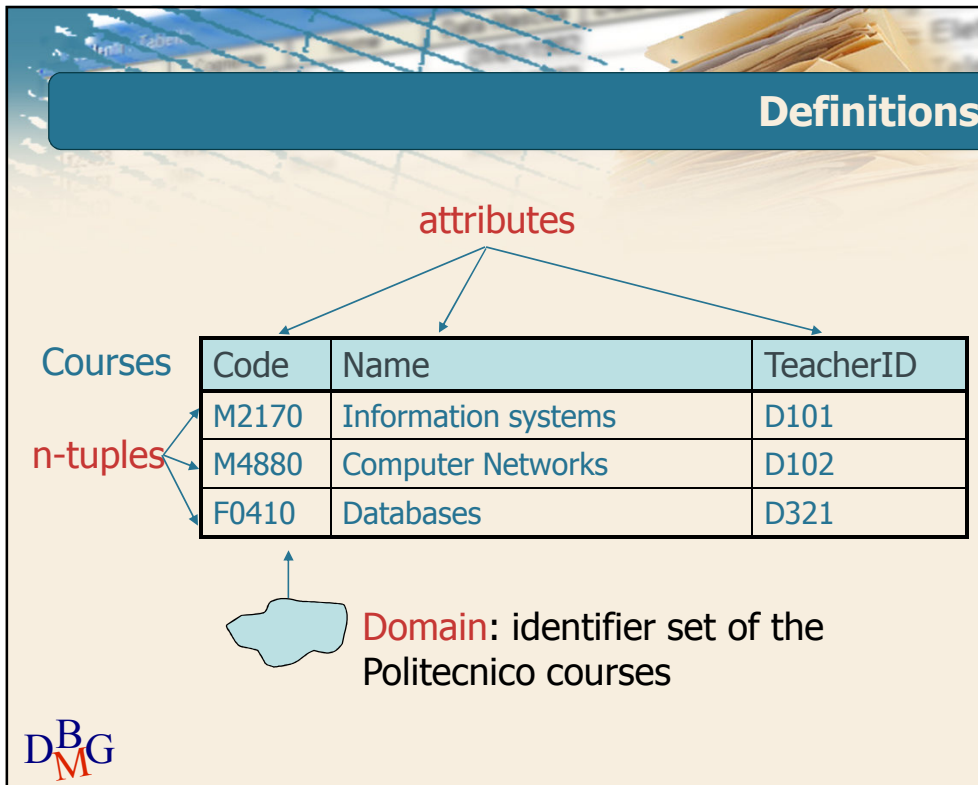 Definitions
attributes
Courses
Code Name TeacherID
M2170 Information systems D101
n-tuples
M4880 Computer Networks D102
F0410 Databases D321
Domain: identifier set of the
Politecnico courses
DBMG